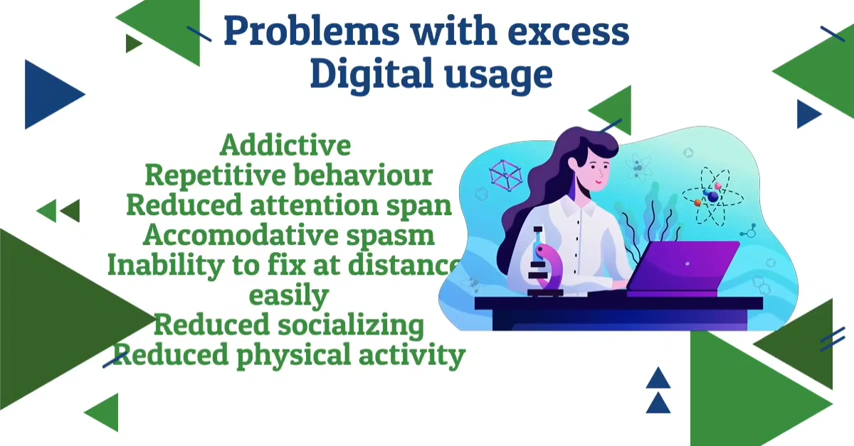 Problems with excess
Digital usage
Addictive
Repetitive behaviour
Reduced attention span
Accomodative spasm
Inability to fix at distance
easily
Reduced socializing
Reduced physical activity